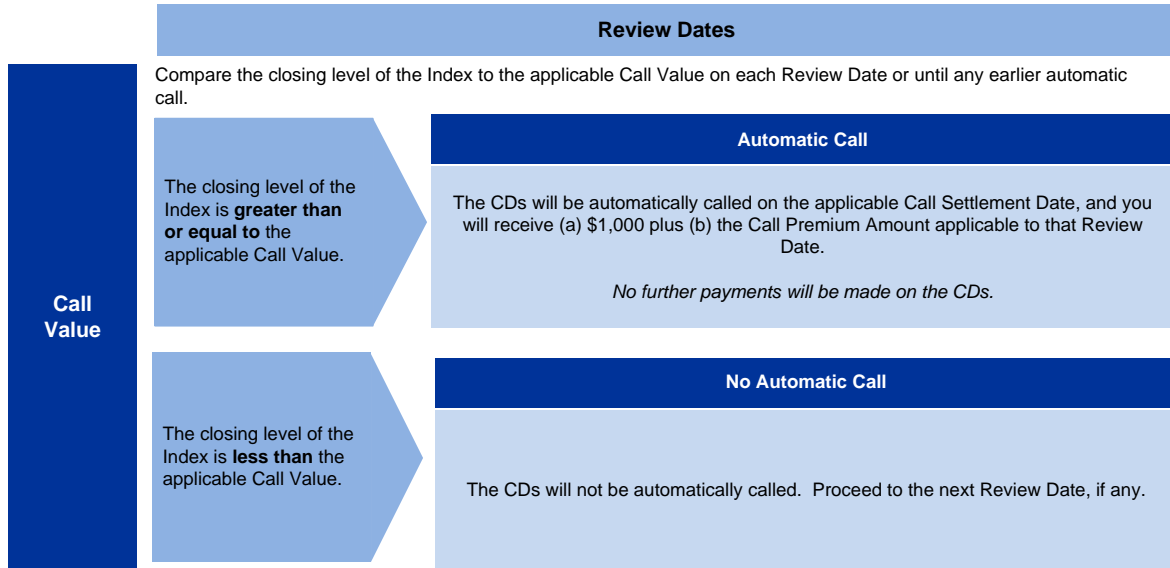 Review Dates
Compare the closing level of the Index to the applicable Call Value on each Review Date or until any earlier automatic
call.
Call
Value
The closing level of the
Index is greater than
or equal to the
applicable Call Value.
Automatic Call
The CDs will be automatically called on the applicable Call Settlement Date, and you
will receive (a) $1,000 plus (b) the Call Premium Amount applicable to that Review
Date.
No further payments will be made on the CDs.
The closing level of the
Index is less than the
applicable Call Value.
No Automatic Call
The CDs will not be automatically called.  Proceed to the next Review Date, if any.